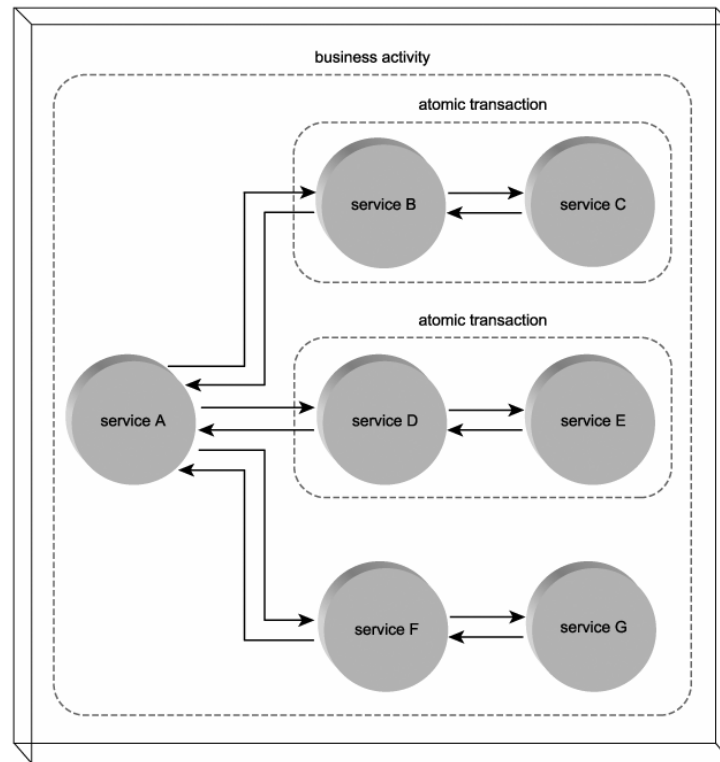 business activity
atomic transaction
service B
service C
atomic transaction
service A
service D
service E
service F
service G